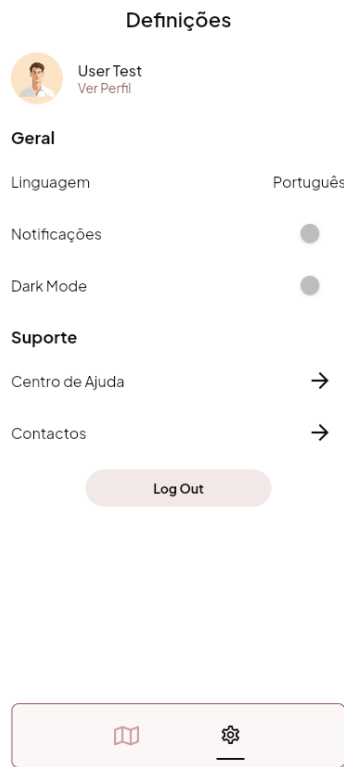 Definições
User Test
Ver Perfil
Geral
Linguagem Português
Notificações
Dark Mode
Suporte
Centro de Ajuda
Contactos
Log Out